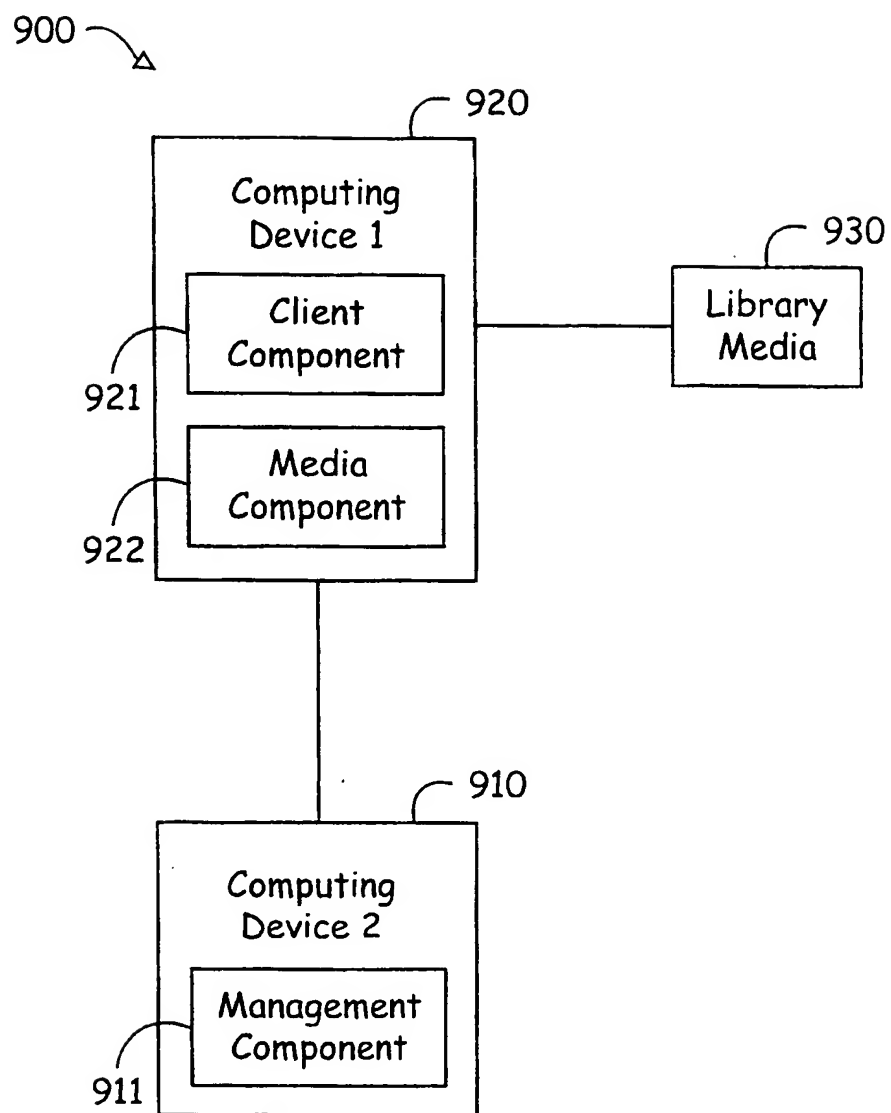 900
920
Computing
Device 1
930
Client
Component
Library
Media
921
Media
Component
922
910
Computing
Device 2
Management
Component
911